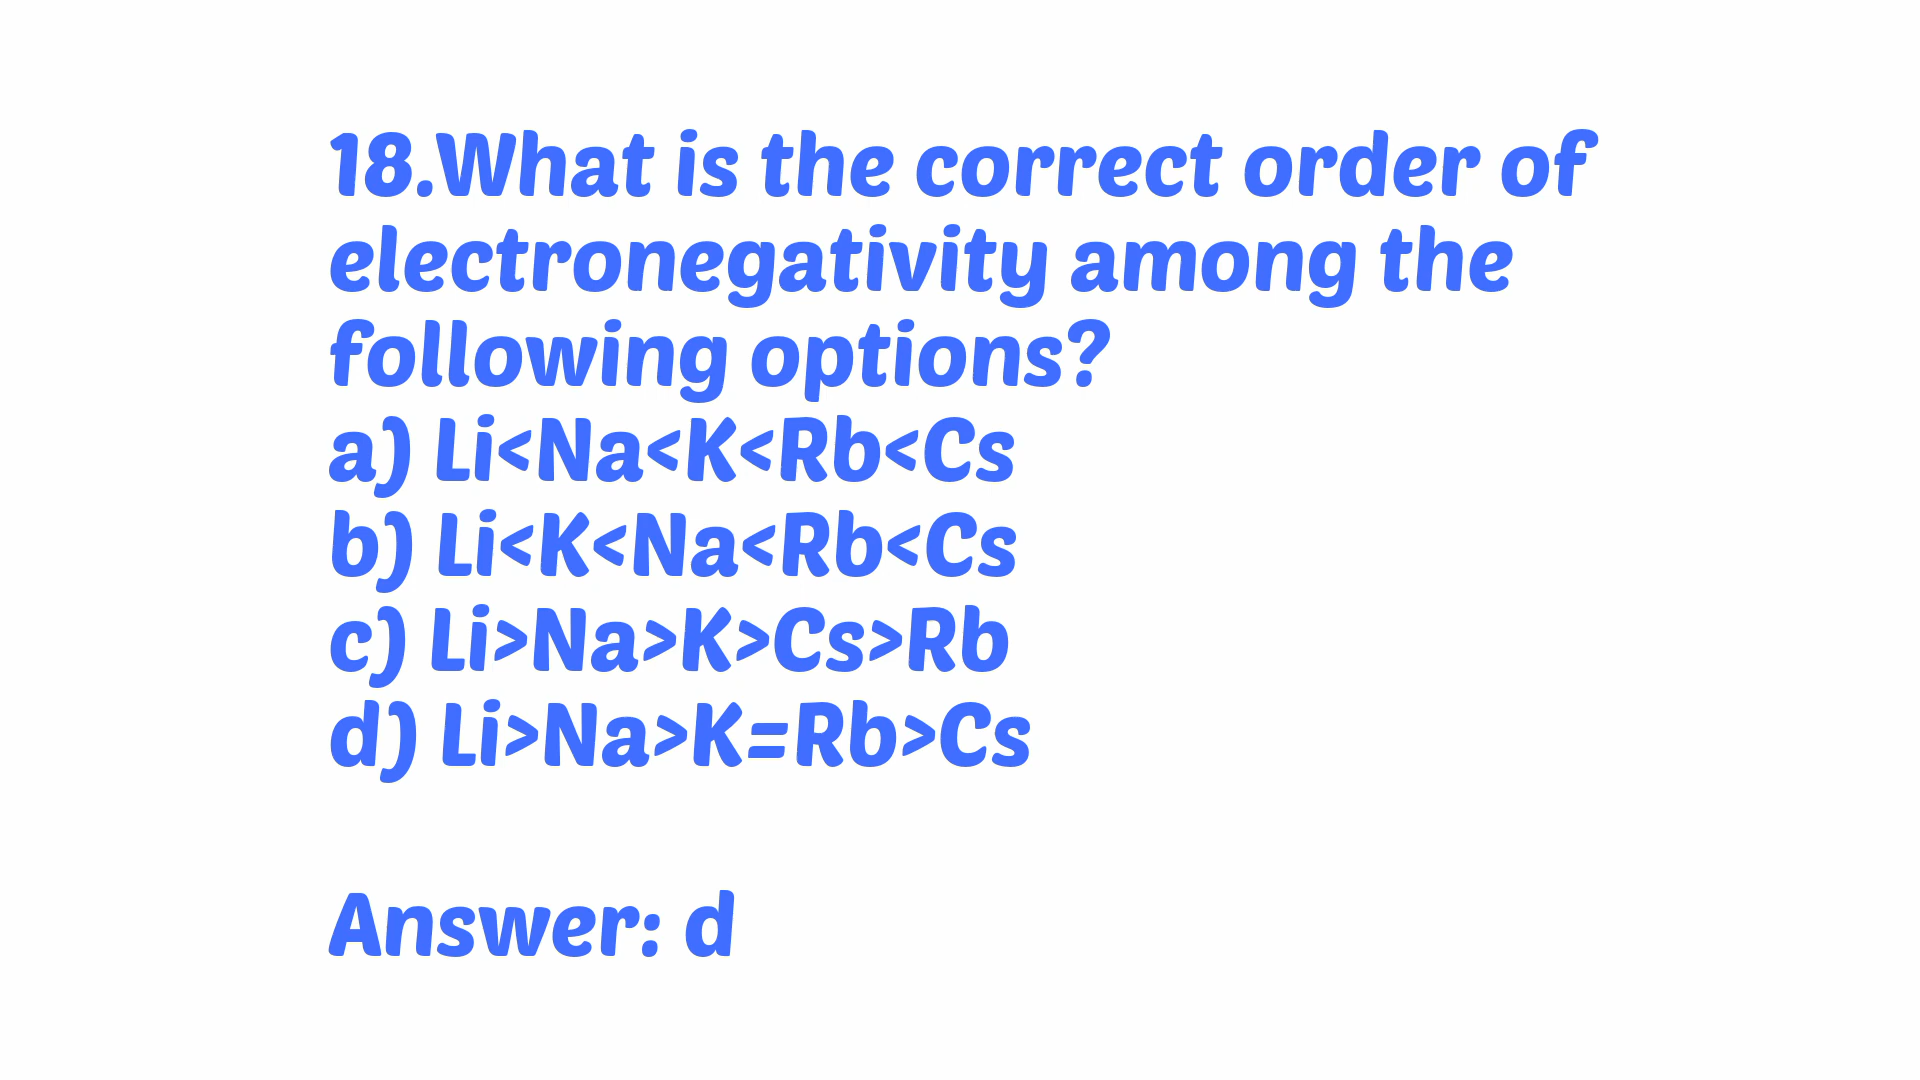 18.What is the correct order of
electronegativity among the
following options?
a) Li<Na<K<Rb<Cs
b) Li<K<Na<Rb<Cs
c) Li>Na>K>Cs>Rb
d) Li>Na>K=Rb>Cs
Answer: d